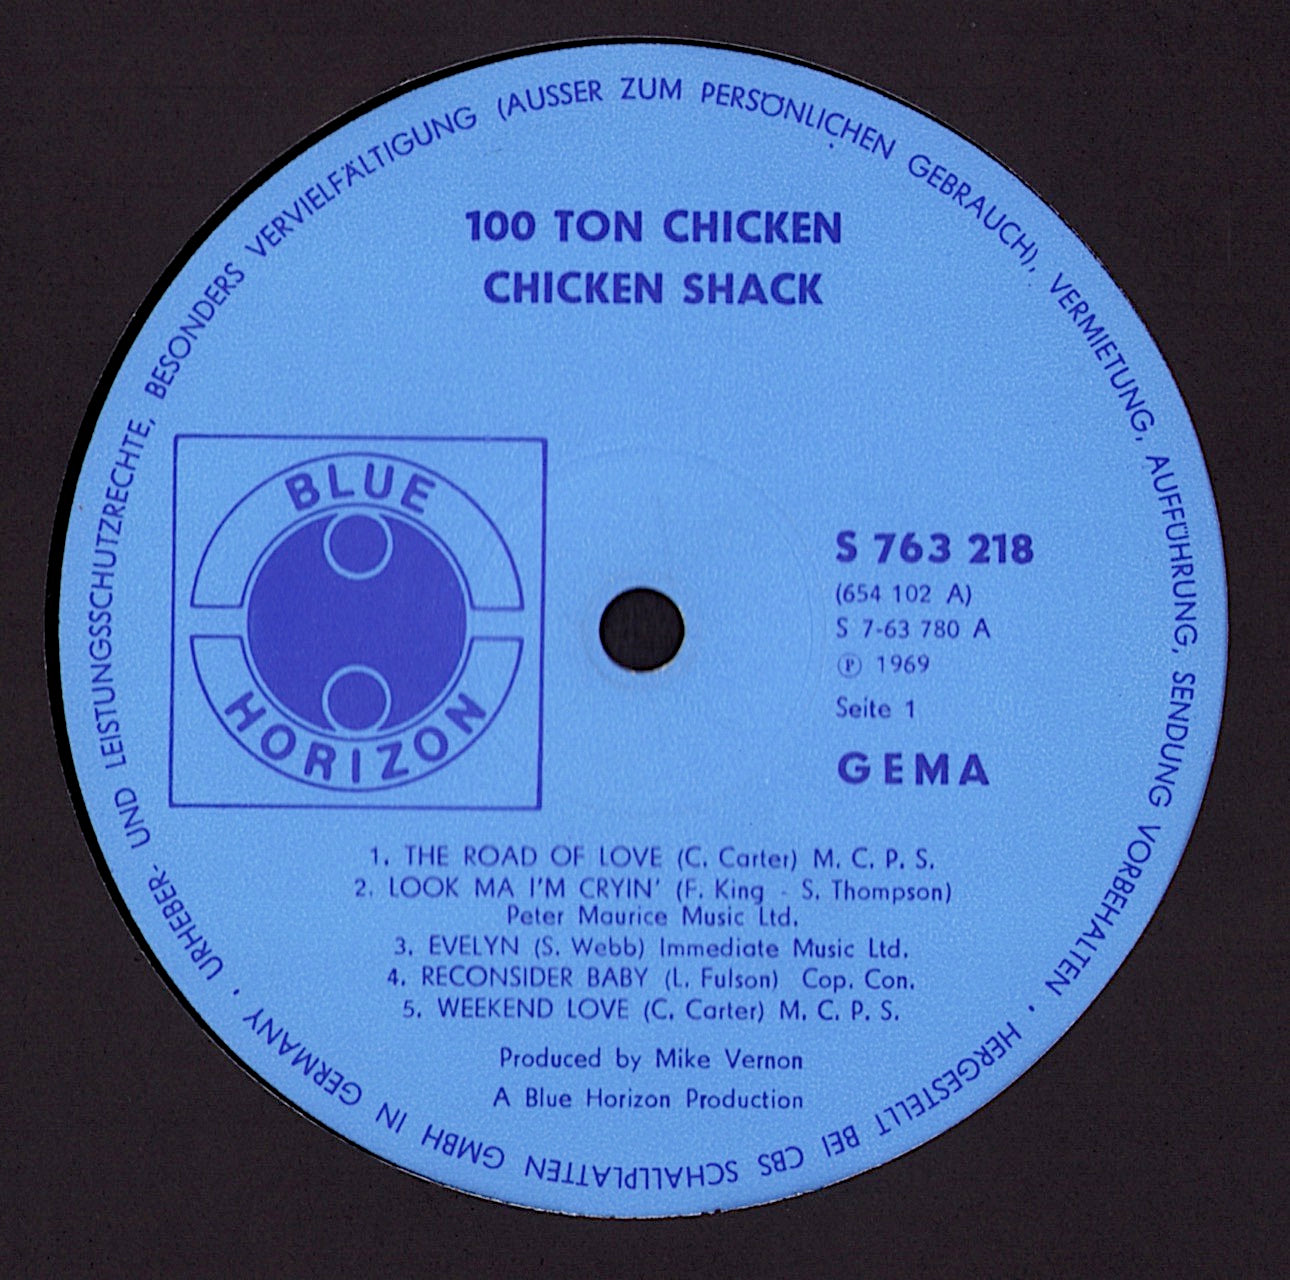 URHEBER- UND LEISTUNGSSCHUTZRECHTE, BESONDERS VERVIELFÄLTIGUNG (AUSSER ZUM PERSÖNLICHEN GEBRAUCH), VERMIETUNG, AUFFÜHRUNG, SENDUNG VORBEHALTEN · HERGESTELLT BEI CBS SCHALLPLATTEN GMBH IN GERMANY ·
100 TON CHICKEN
CHICKEN SHACK
BLUE
HORIZON
S 763 218
(654 102 A)
S 7-63 780 A
℗ 1969
Seite 1
GEMA
1. THE ROAD OF LOVE (C. Carter) M. C. P. S.
2. LOOK MA I'M CRYIN' (F. King - S. Thompson)
Peter Maurice Music Ltd.
3. EVELYN (S. Webb) Immediate Music Ltd.
4. RECONSIDER BABY (L. Fulson) Cop. Con.
5. WEEKEND LOVE (C. Carter) M. C. P. S.
Produced by Mike Vernon
A Blue Horizon Production